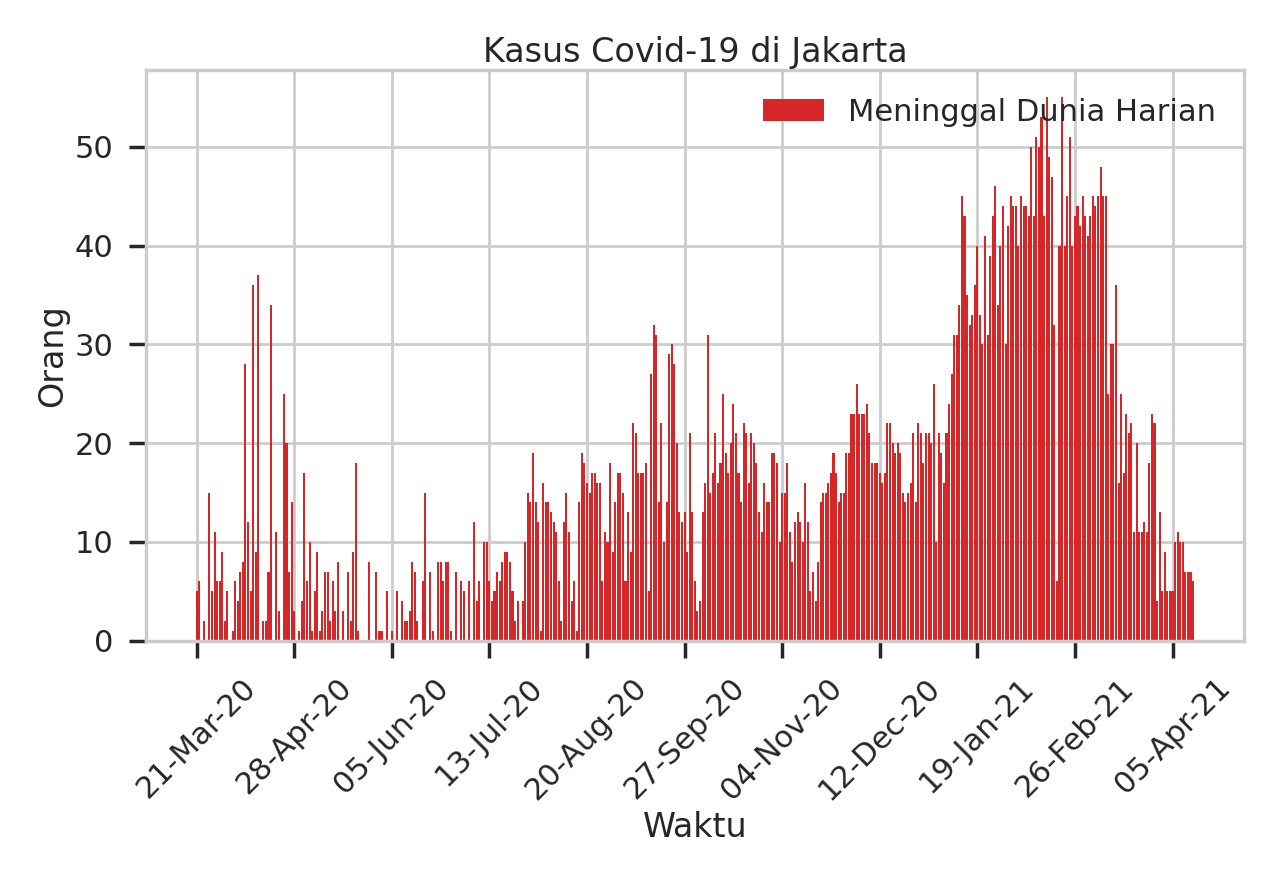 Kasus Covid-19 di Jakarta
Meninggal Dunia Harian
Orang
50
40
30
20
10
0
21-Mar-20
28-Apr-20
05-Jun-20
13-Jul-20
20-Aug-20
27-Sep-20
04-Nov-20
12-Dec-20
19-Jan-21
26-Feb-21
05-Apr-21
Waktu